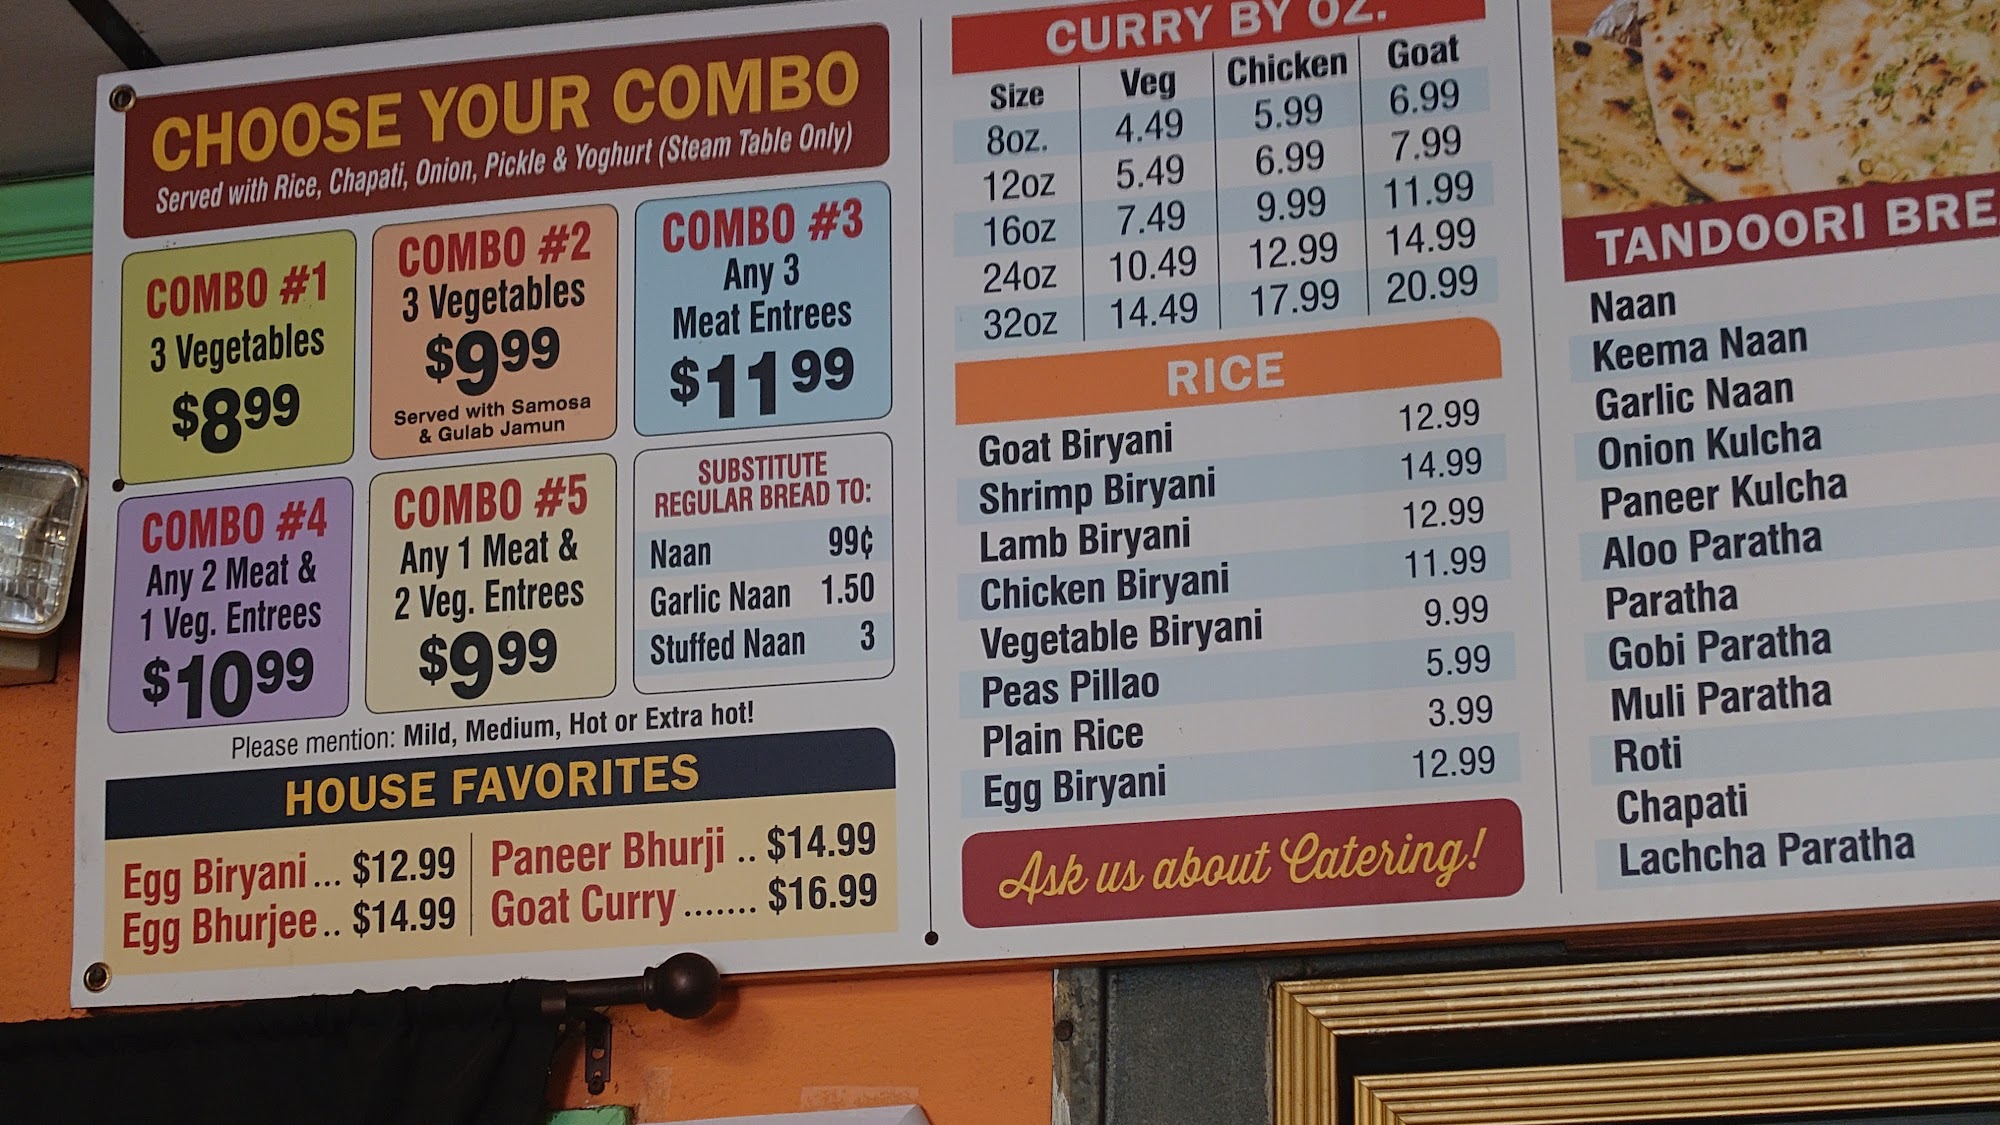 CHOOSE YOUR COMBO
Served with Rice, Chapati, Onion, Pickle & Yoghurt (Steam Table Only)
COMBO #1
3 Vegetables
$8.99
COMBO #2
3 Vegetables
$9.99
Served with Samosa
& Gulab Jamun
COMBO #3
Any 3
Meat Entrees
$11.99
COMBO #4
Any 2 Meat &
1 Veg. Entrees
$10.99
COMBO #5
Any 1 Meat &
2 Veg. Entrees
$9.99
SUBSTITUTE
REGULAR BREAD TO:
Naan 99¢
Garlic Naan 1.50
Stuffed Naan 3
Please mention: Mild, Medium, Hot or Extra hot!
HOUSE FAVORITES
Egg Biryani... $12.99
Egg Bhurjee.. $14.99
Paneer Bhurji .. $14.99
Goat Curry....... $16.99
CURRY BY OZ.
Size Veg Chicken Goat
8oz. 4.49 5.99 6.99
12oz 5.49 6.99 7.99
16oz 7.49 9.99 11.99
24oz 10.49 12.99 14.99
32oz 14.49 17.99 20.99
RICE
Goat Biryani 12.99
Shrimp Biryani 14.99
Lamb Biryani 12.99
Chicken Biryani 11.99
Vegetable Biryani 9.99
Peas Pillao 5.99
Plain Rice 3.99
Egg Biryani 12.99
Ask us about Catering!
TANDOORI BRE
Naan
Keema Naan
Garlic Naan
Onion Kulcha
Paneer Kulcha
Aloo Paratha
Paratha
Gobi Paratha
Muli Paratha
Roti
Chapati
Lachcha Paratha